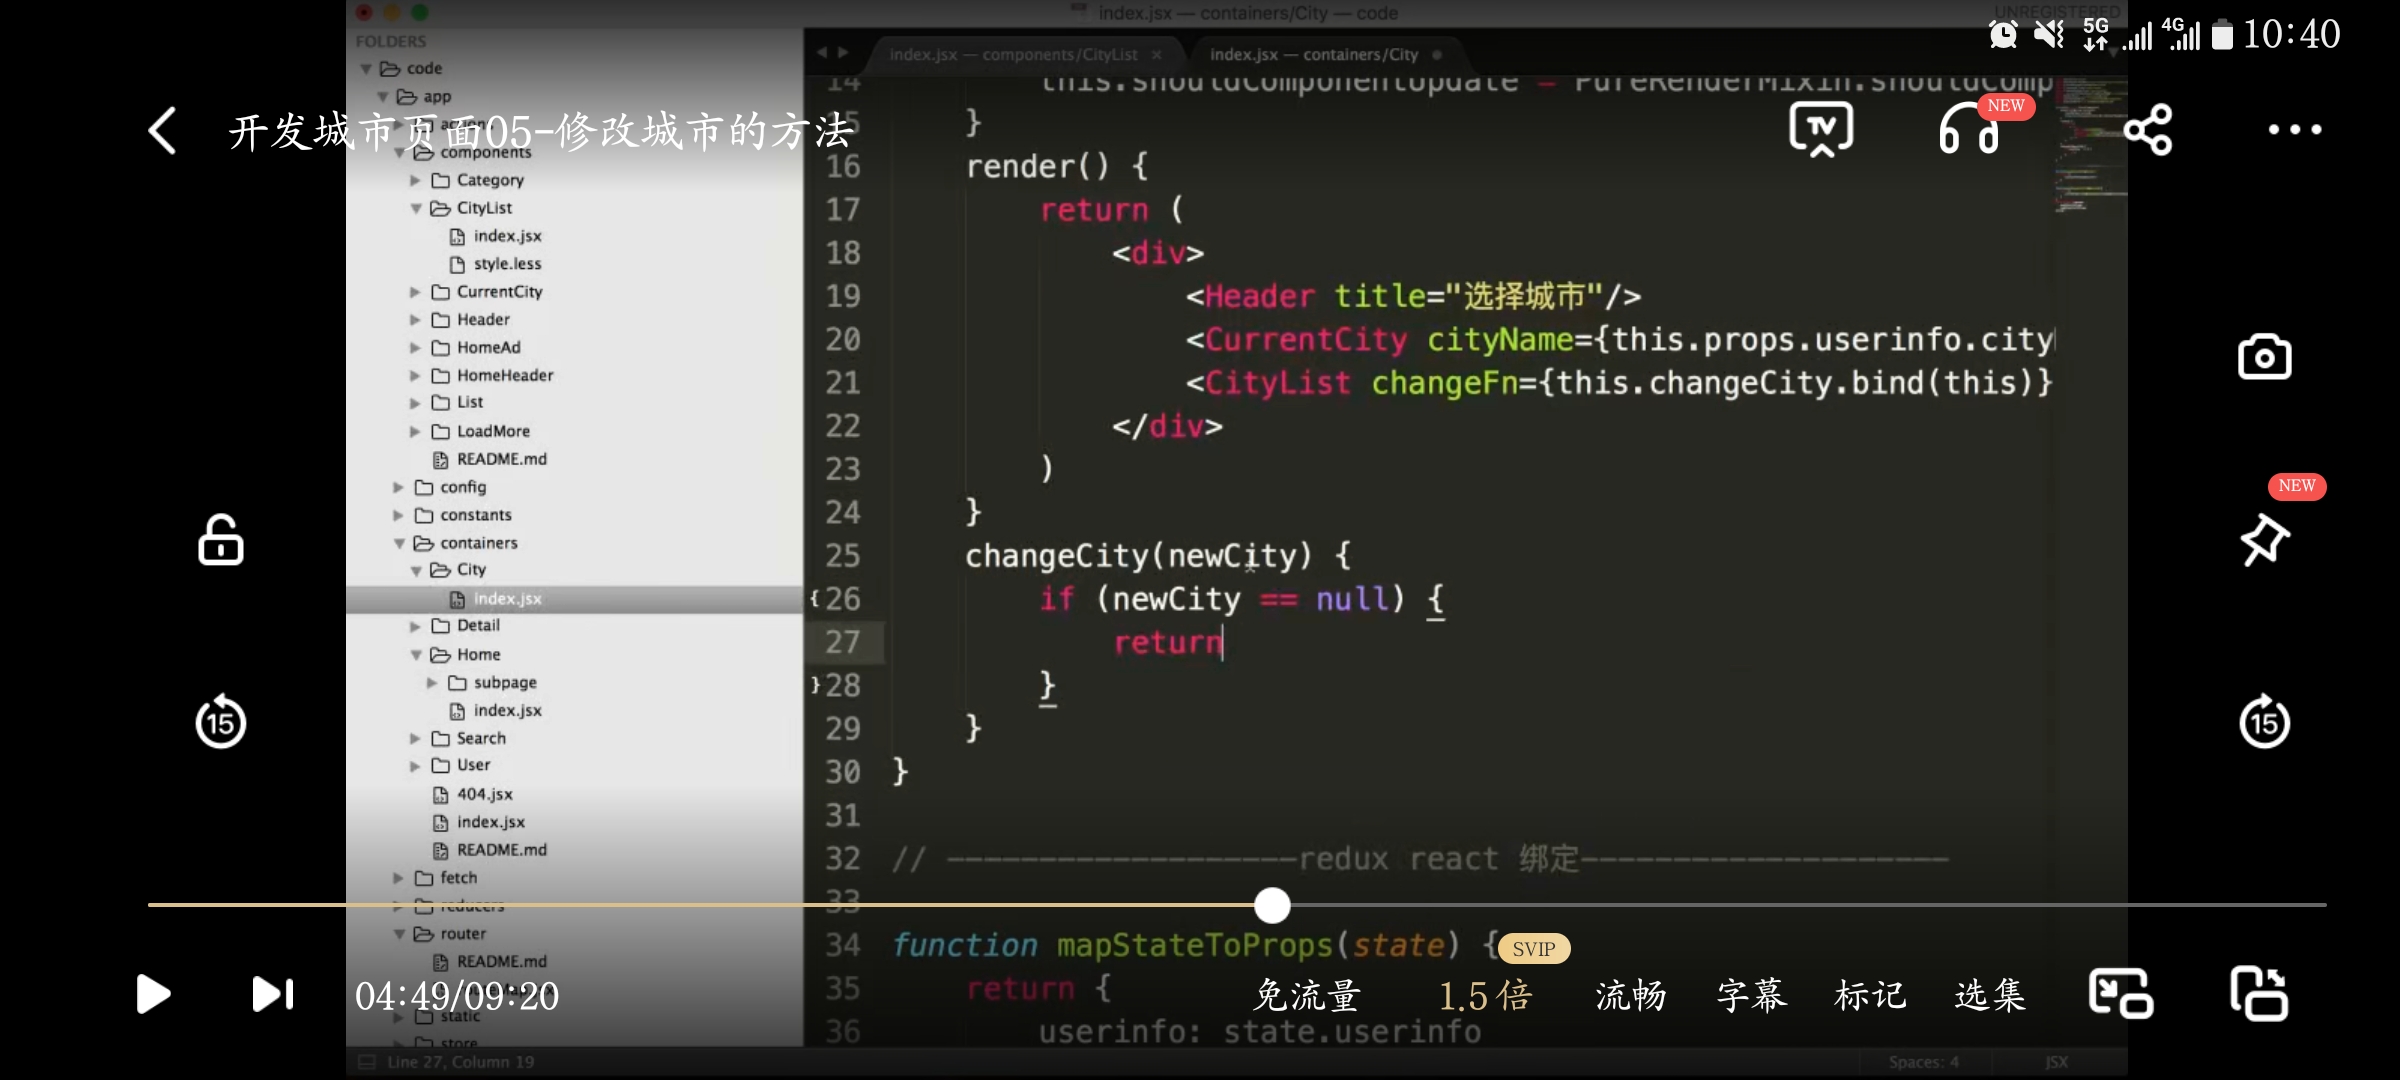 index.jsx — containers/City — code
UNREGISTERED
10:40
5G
4G
FOLDERS
code
app
components
Category
CityList
index.jsx
style.less
CurrentCity
Header
HomeAd
HomeHeader
List
LoadMore
README.md
config
constants
containers
City
index.jsx
Detail
Home
subpage
index.jsx
Search
User
404.jsx
index.jsx
README.md
fetch
reducers
router
README.md
static
store
开发城市页面05-修改城市的方法
index.jsx — components/CityList ×
index.jsx — containers/City
TV
NEW
14 this.shouldComponentUpdate = PureRenderMixin.shouldComp
15 }
16 render() {
17 return (
18 <div>
19 <Header title="选择城市"/>
20 <CurrentCity cityName={this.props.userinfo.city
21 <CityList changeFn={this.changeCity.bind(this)}
22 </div>
23 )
24 }
25 changeCity(newCity) {
{26 if (newCity == null) {
27 return
}28 }
29 }
30 }
31
32 // -------------------redux react 绑定--------------------
33
34 function mapStateToProps(state) {
35 return {
36 userinfo: state.userinfo
NEW
15
15
04:49/09:20
免流量
1.5倍
SVIP
流畅
字幕
标记
选集
Line 27, Column 19
Spaces: 4
JSX